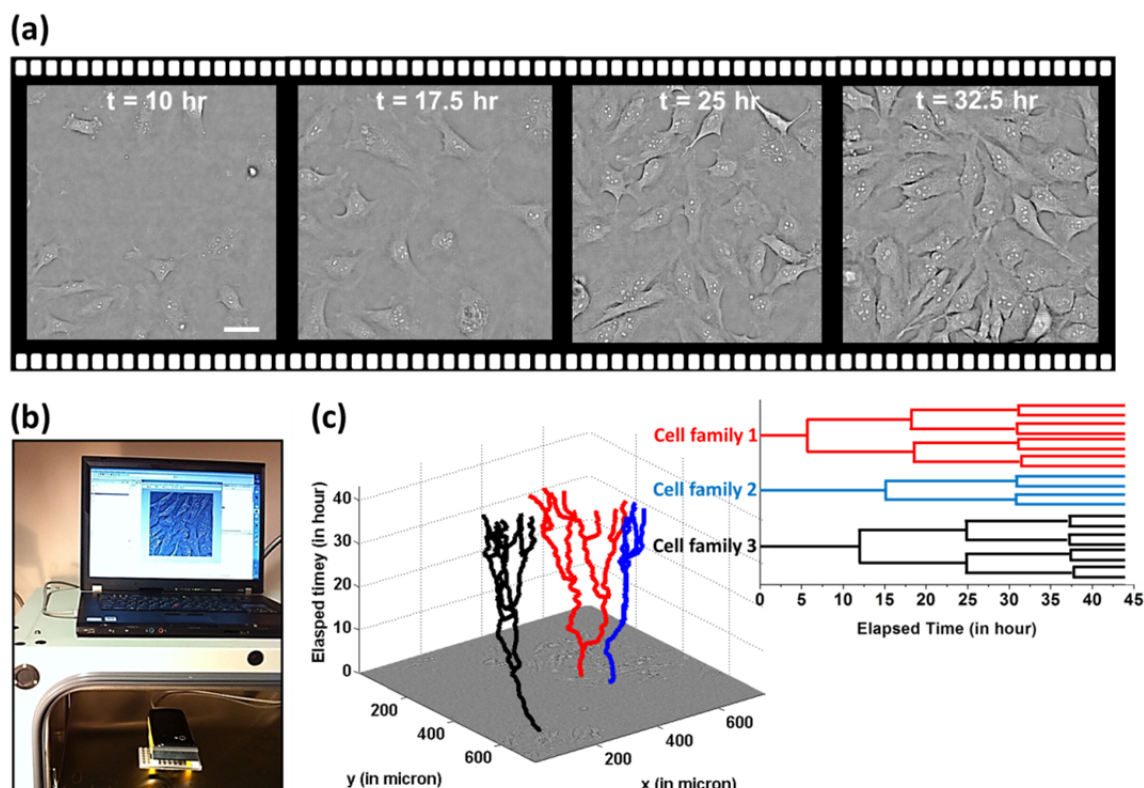 (a)
t = 10 hr
t = 17.5 hr
t = 25 hr
t = 32.5 hr
(b)
(c)
Elasped timey (in hour)
40
30
20
10
0
200
400
600
y (in micron)
200
400
600
x (in micron)
Cell family 1
Cell family 2
Cell family 3
0 5 10 15 20 25 30 35 40 45
Elapsed Time (in hour)